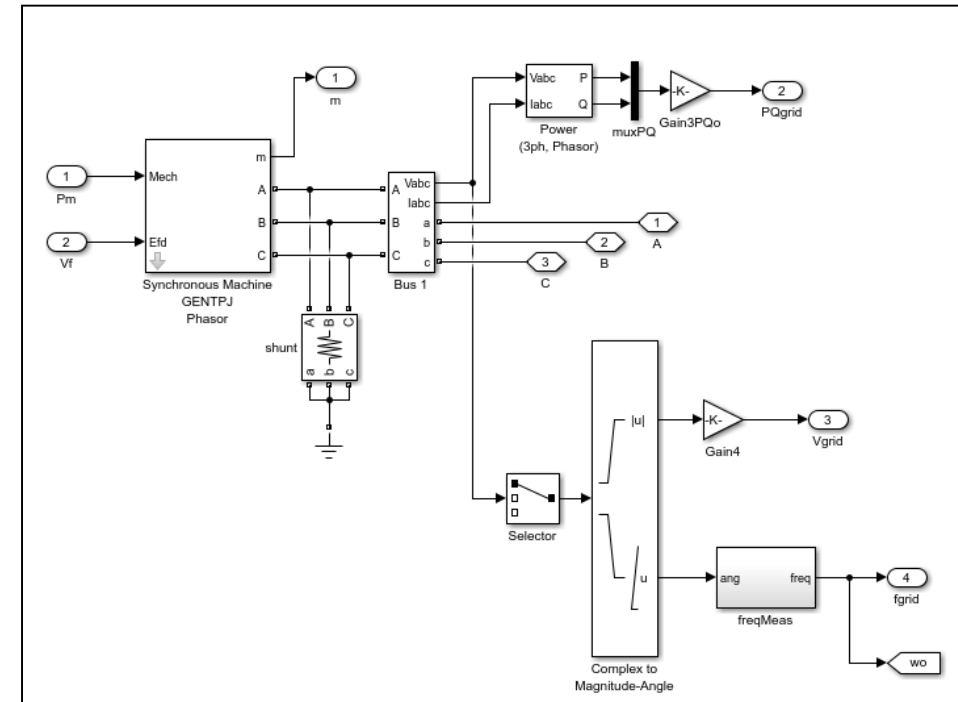 1
m
Vabc
P
Iabc
Q
Power
(3ph, Phasor)
muxPQ
-K-
Gain3PQo
2
PQgrid
1
Pm
2
Vf
Mech
Efd
m
A
B
C
Synchronous Machine
GENTPJ
Phasor
A
B
C
Vabc
Iabc
a
b
c
Bus 1
1
A
2
B
3
C
A
B
C
a
b
c
shunt
Selector
|u|
u
Complex to
Magnitude-Angle
-K-
Gain4
3
Vgrid
ang
freq
freqMeas
4
fgrid
wo